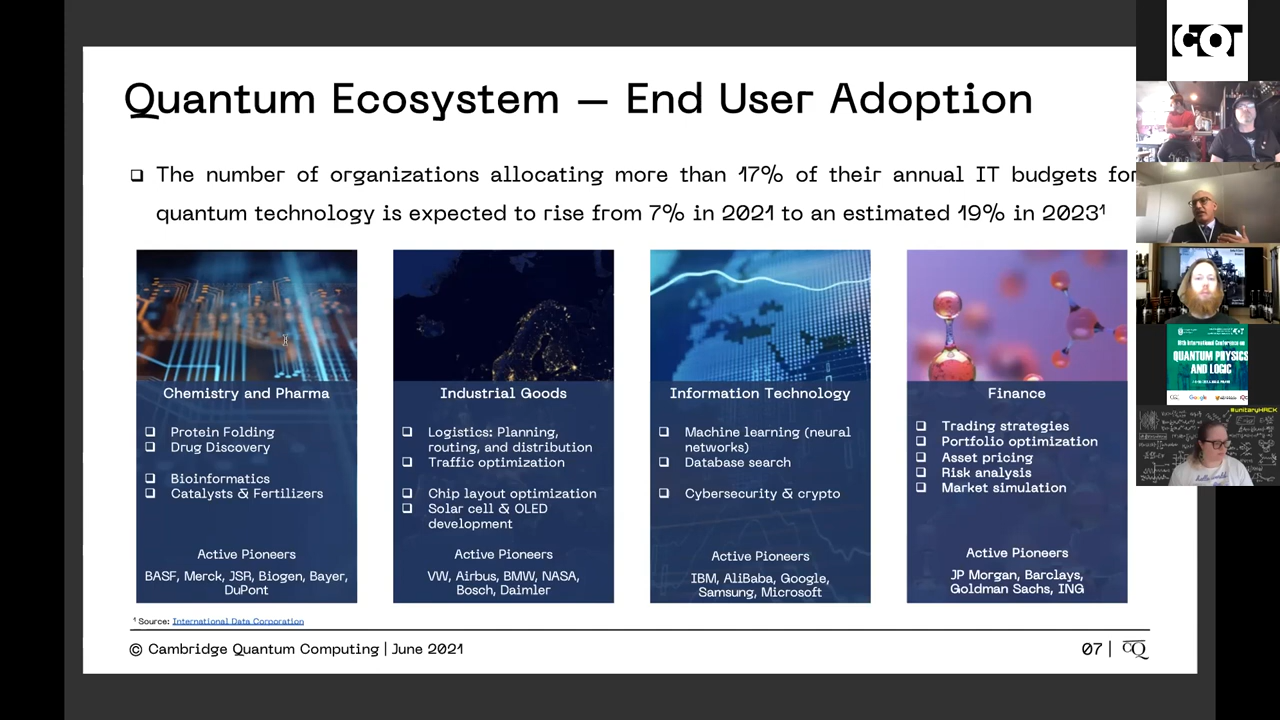 Quantum Ecosystem — End User Adoption
The number of organizations allocating more than 17% of their annual IT budgets for
quantum technology is expected to rise from 7% in 2021 to an estimated 19% in 2023¹
Chemistry and Pharma
Protein Folding
Drug Discovery
Bioinformatics
Catalysts & Fertilizers
Active Pioneers
BASF, Merck, JSR, Biogen, Bayer,
DuPont
Industrial Goods
Logistics: Planning,
routing, and distribution
Traffic optimization
Chip layout optimization
Solar cell & OLED
development
Active Pioneers
VW, Airbus, BMW, NASA,
Bosch, Daimler
Information Technology
Machine learning (neural
networks)
Database search
Cybersecurity & crypto
Active Pioneers
IBM, AliBaba, Google,
Samsung, Microsoft
Finance
Trading strategies
Portfolio optimization
Asset pricing
Risk analysis
Market simulation
Active Pioneers
JP Morgan, Barclays,
Goldman Sachs, ING
¹ Source: International Data Corporation
© Cambridge Quantum Computing | June 2021
07 | CQ
International Conference on
QUANTUM PHYSICS
AND LOGIC
Google
#unitaryHACK